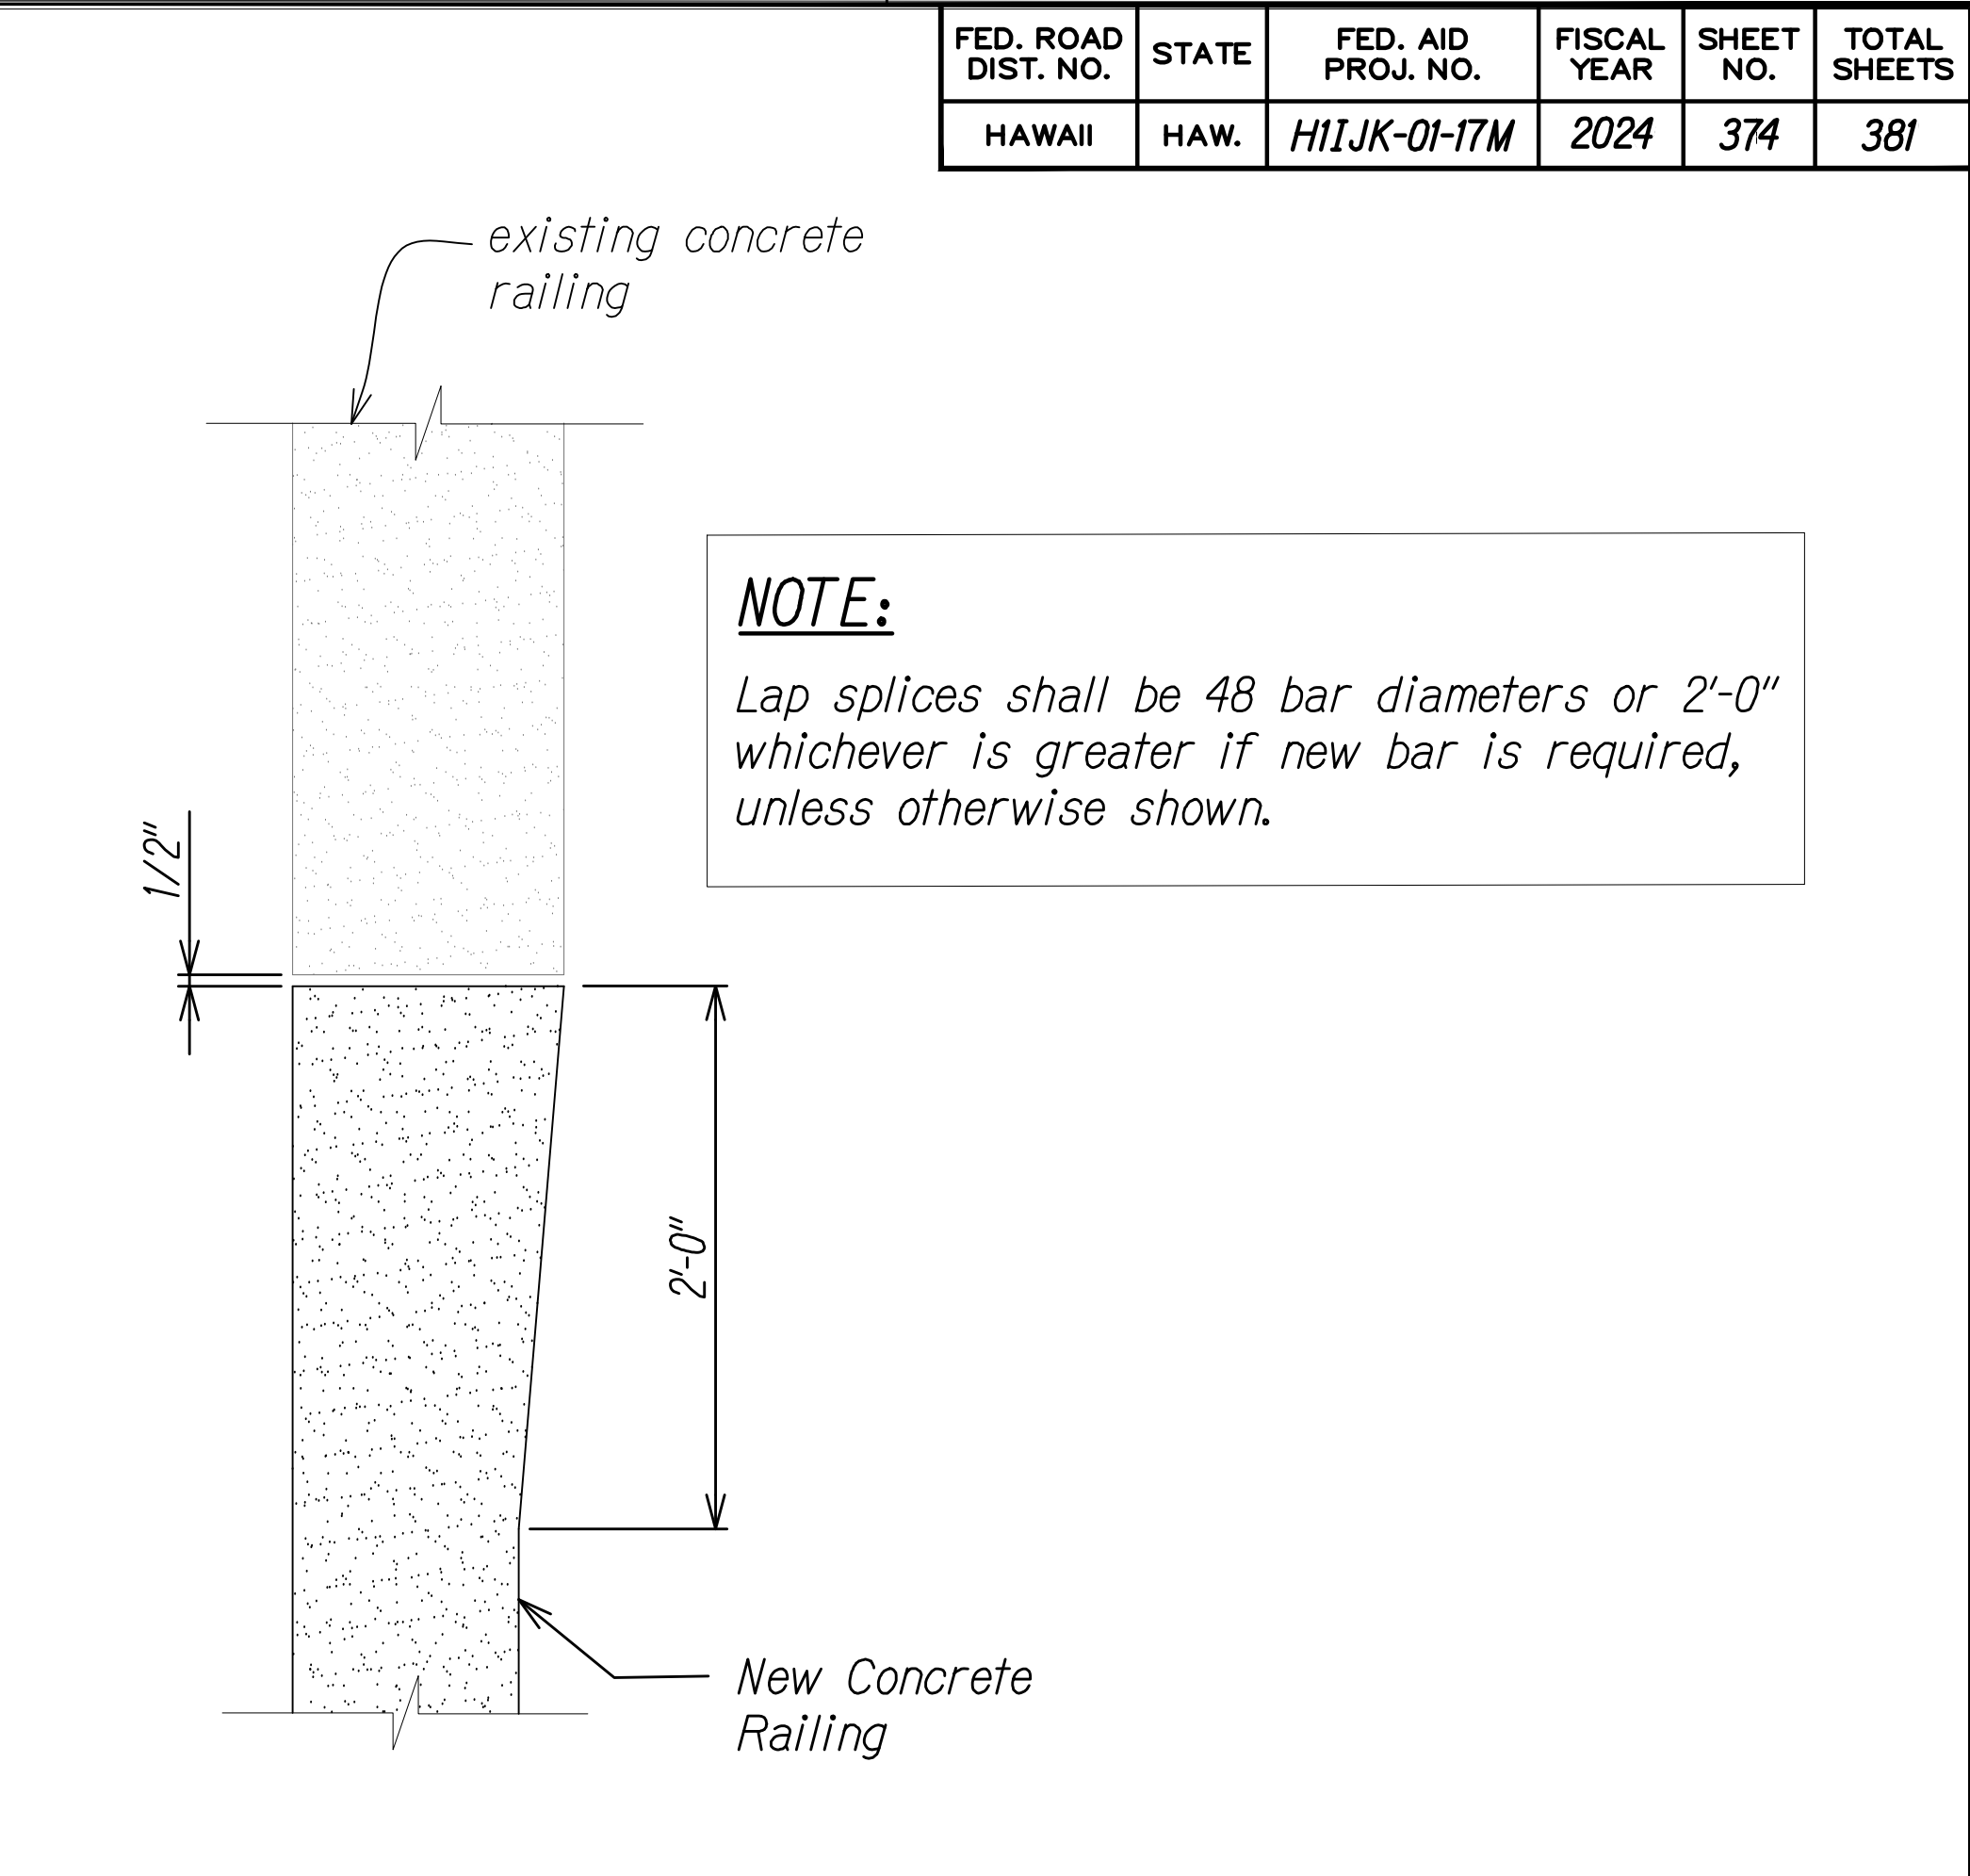 FED. ROAD DIST. NO. STATE FED. AID PROJ. NO. FISCAL YEAR SHEET NO. TOTAL SHEETS
HAWAII HAW. H1IJK-01-17M 2024 374 381
existing concrete
railing
NOTE:
Lap splices shall be 48 bar diameters or 2'-0"
whichever is greater if new bar is required,
unless otherwise shown.
1/2"
2'-0"
New Concrete
Railing